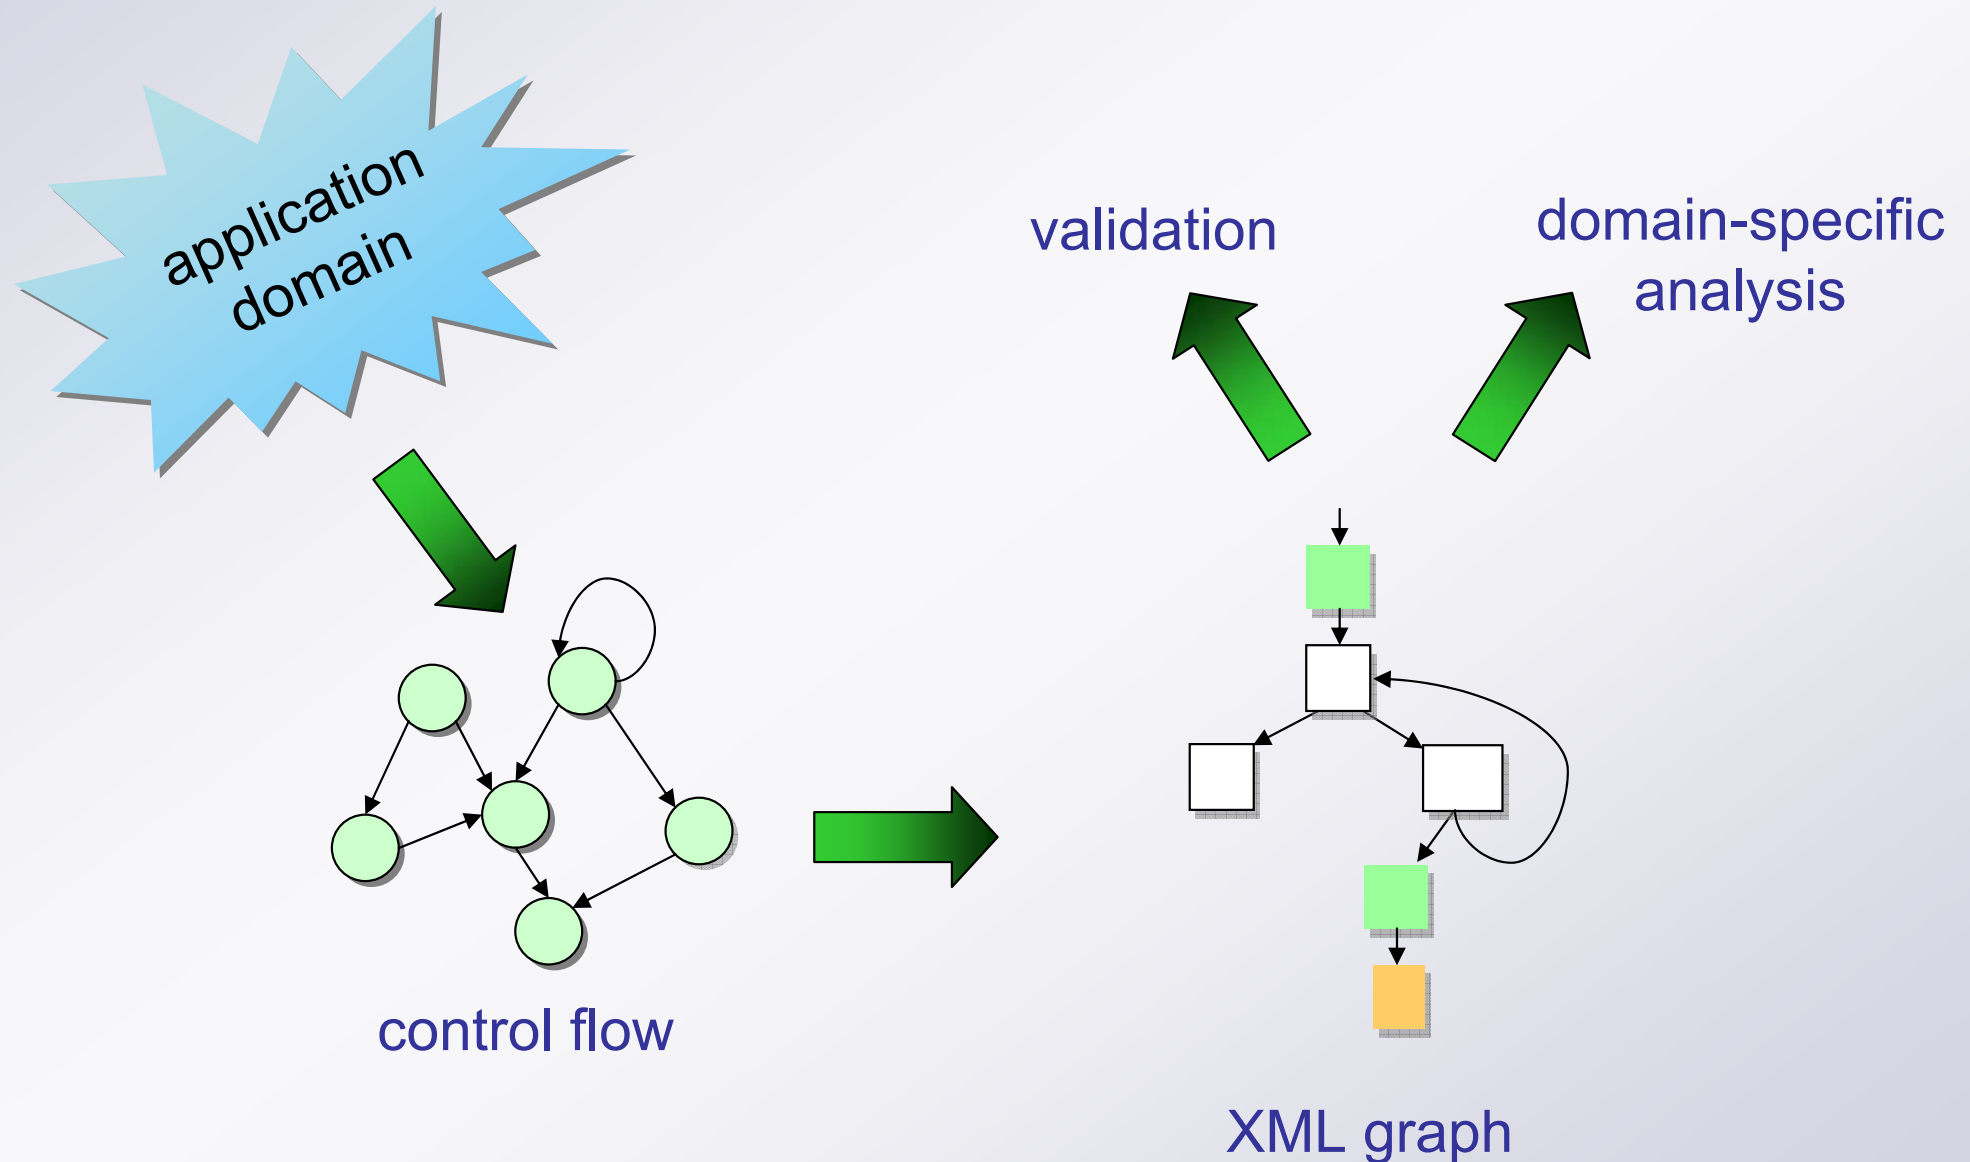 application
domain
validation
domain-specific
analysis
control flow
XML graph